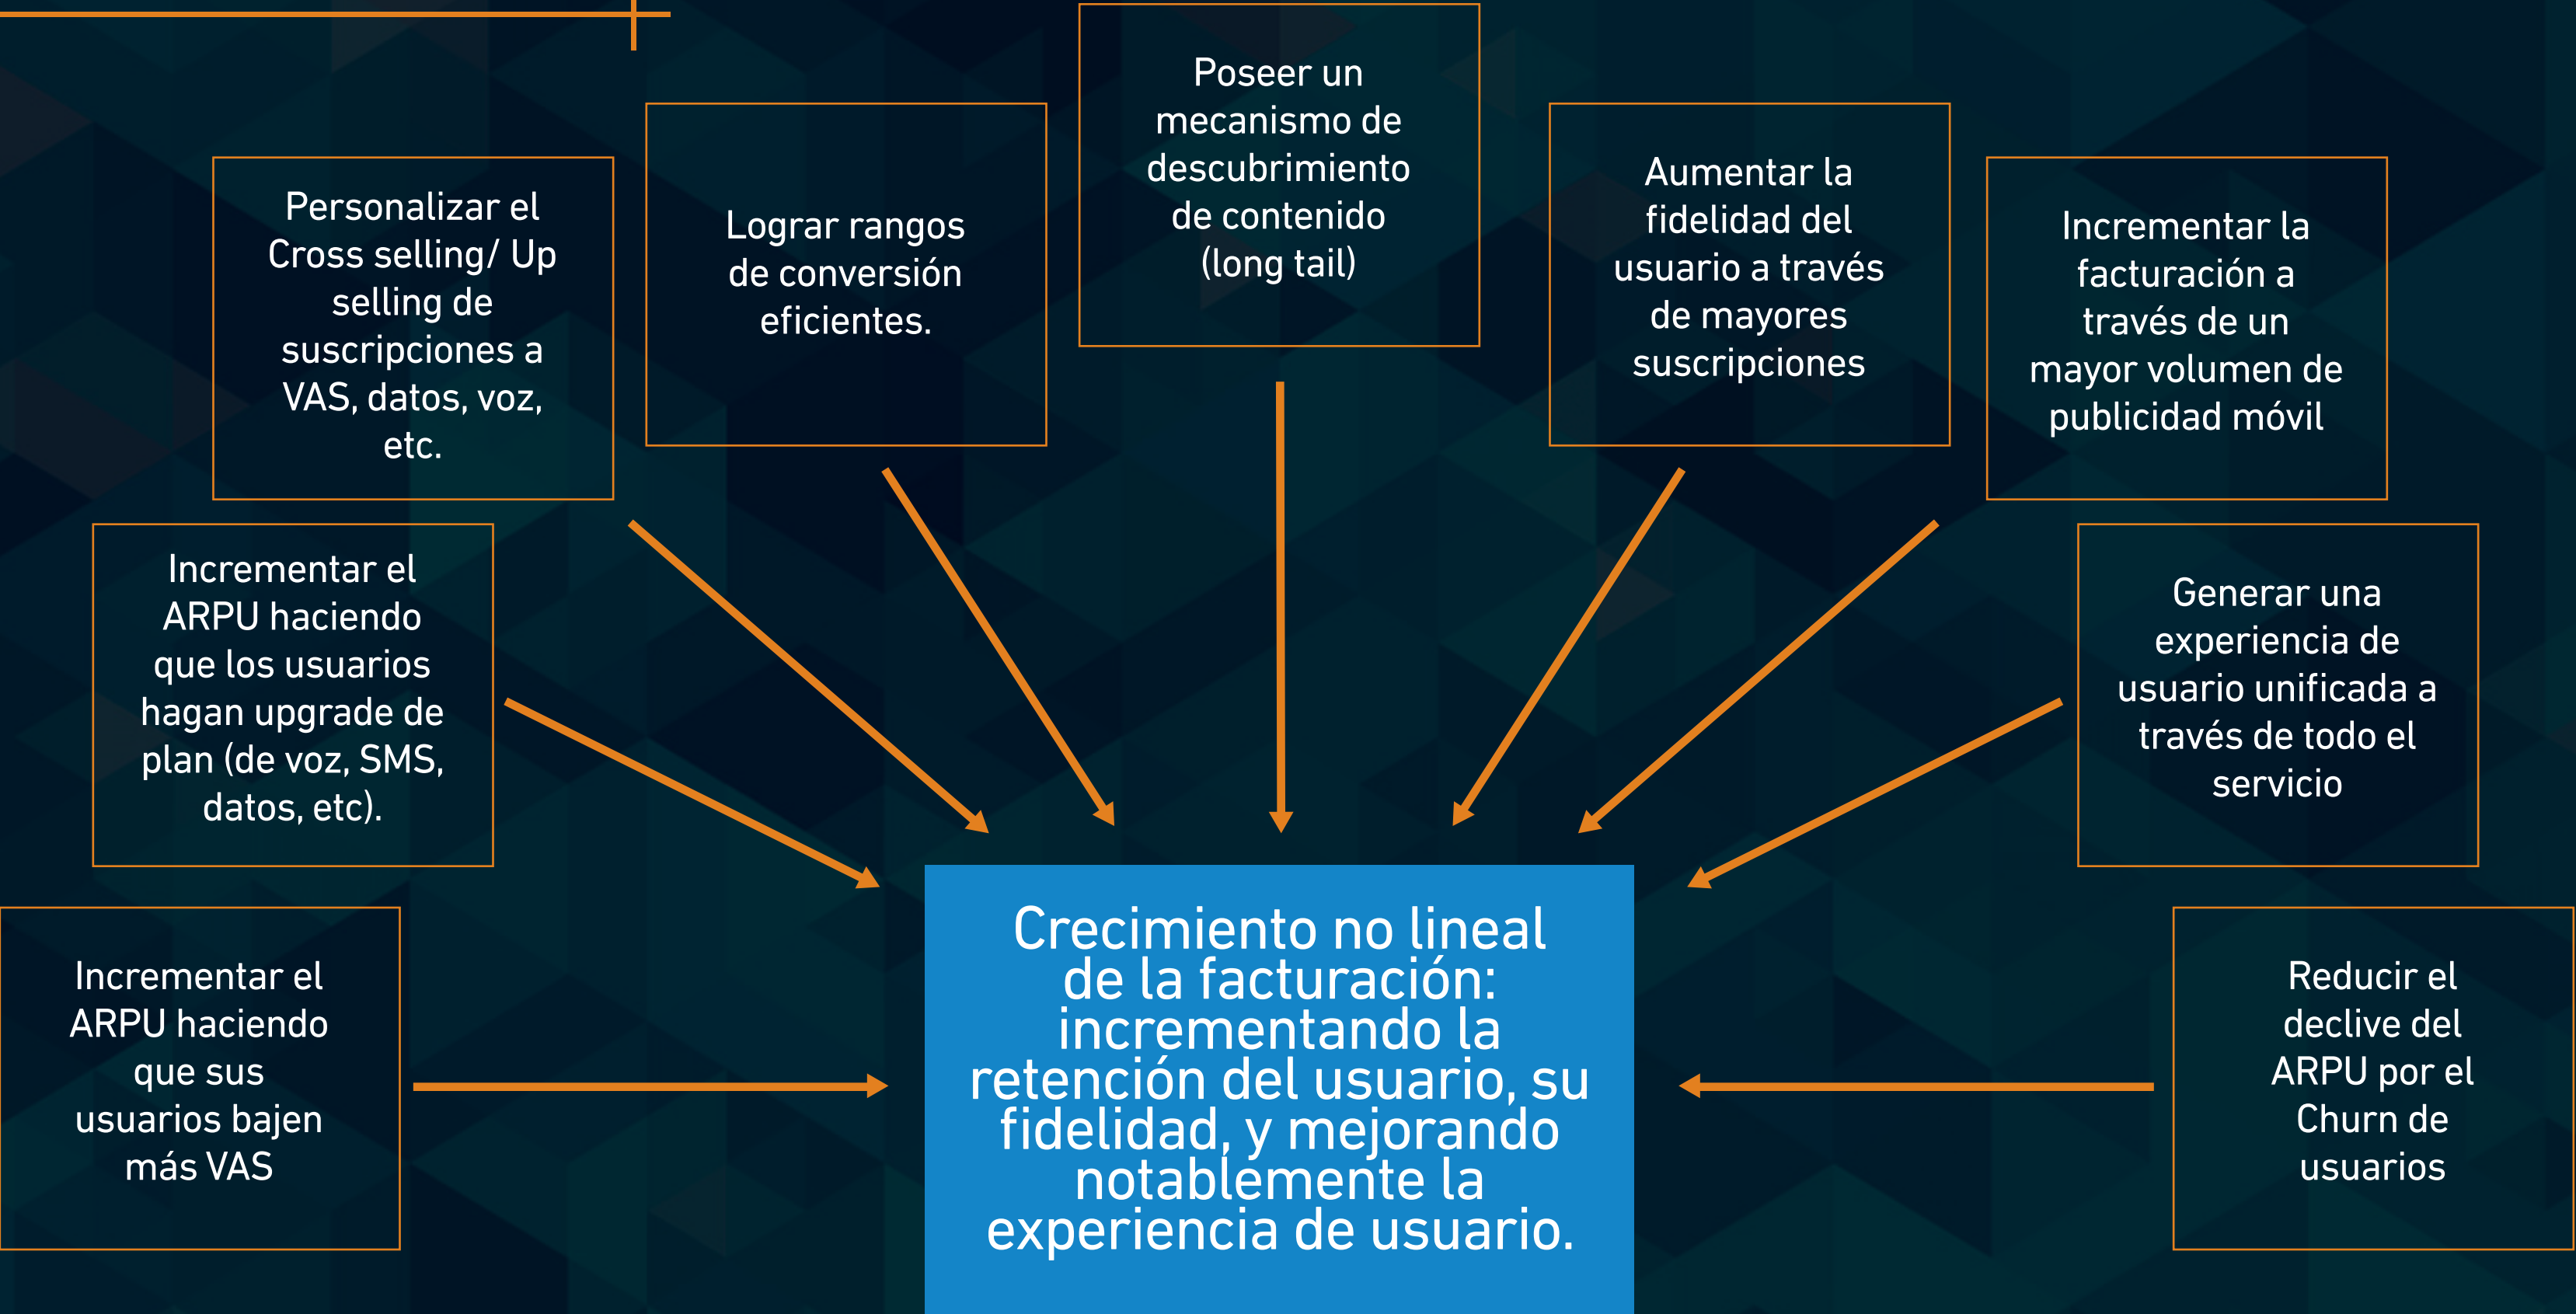 Poseer un
mecanismo de
descubrimiento
de contenido
(long tail)
Personalizar el
Cross selling/ Up
selling de
suscripciones a
VAS, datos, voz,
etc.
Lograr rangos
de conversión
eficientes.
Aumentar la
fidelidad del
usuario a través
de mayores
suscripciones
Incrementar la
facturación a
través de un
mayor volumen de
publicidad móvil
Incrementar el
ARPU haciendo
que los usuarios
hagan upgrade de
plan (de voz, SMS,
datos, etc).
Generar una
experiencia de
usuario unificada a
través de todo el
servicio
Incrementar el
ARPU haciendo
que sus
usuarios bajen
más VAS
Crecimiento no lineal
de la facturación:
incrementando la
retención del usuario, su
fidelidad, y mejorando
notablemente la
experiencia de usuario.
Reducir el
declive del
ARPU por el
Churn de
usuarios